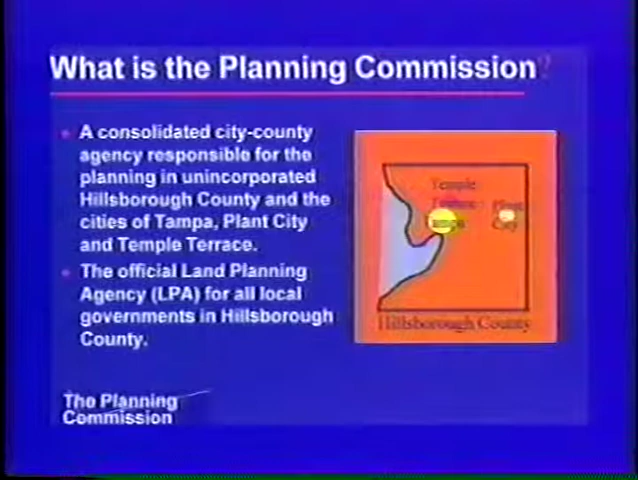 What is the Planning Commission?
A consolidated city-county
agency responsible for the
planning in unincorporated
Hillsborough County and the
cities of Tampa, Plant City
and Temple Terrace.
The official Land Planning
Agency (LPA) for all local
governments in Hillsborough
County.
Temple
Terrace
Tampa
Plant
City
Hillsborough County
The Planning
Commission